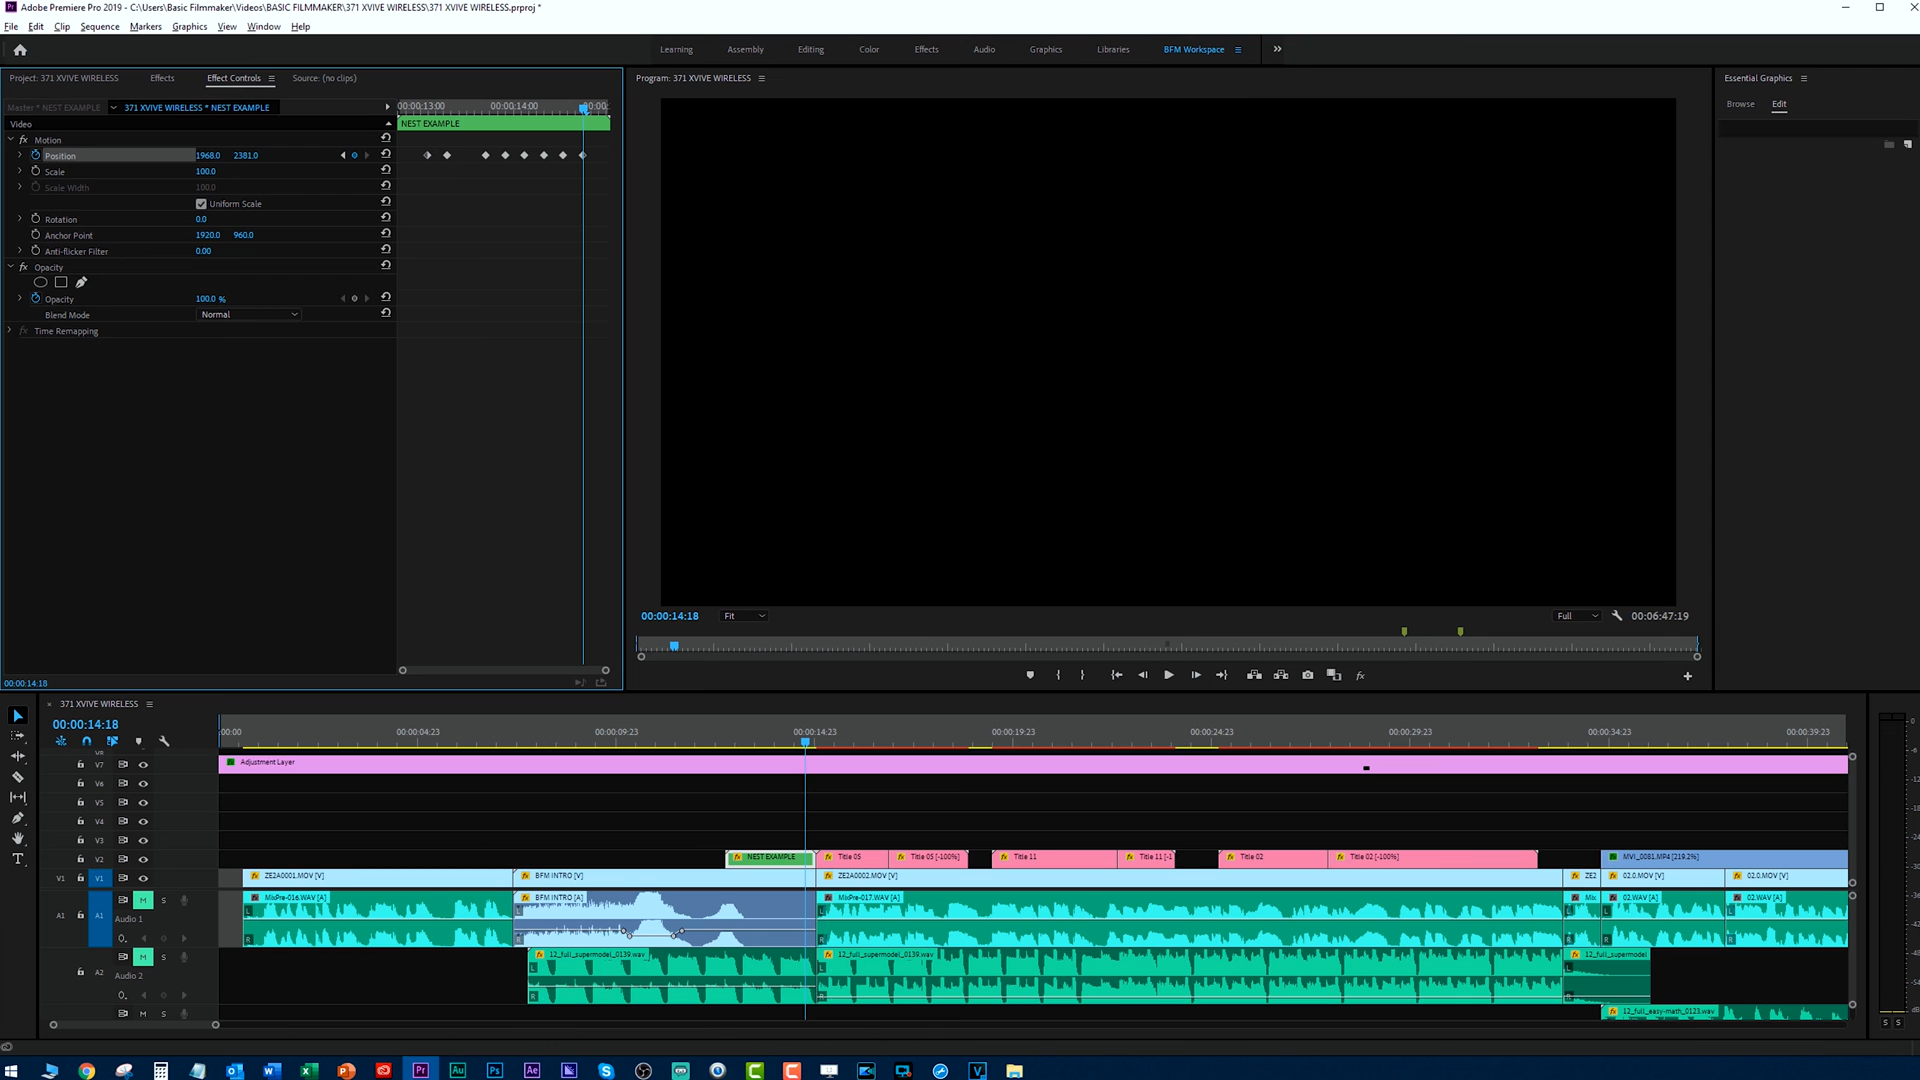 Adobe Premiere Pro 2019 - C:\Users\Basic Filmmaker\Videos\BASIC FILMMAKER\371 XVIVE WIRELESS\371 XVIVE WIRELESS.prproj *
File Edit Clip Sequence Markers Graphics View Window Help
Learning Assembly Editing Color Effects Audio Graphics Libraries BFM Workspace
Project: 371 XVIVE WIRELESS Effects Effect Controls Source: (no clips)
Program: 371 XVIVE WIRELESS
Essential Graphics
Browse Edit
Master * NEST EXAMPLE 371 XVIVE WIRELESS * NEST EXAMPLE
00:00:13:00 00:00:14:00 00:00:
Video
NEST EXAMPLE
fx Motion
Position 1968.0 2381.0
Scale 100.0
Scale Width 100.0
Uniform Scale
Rotation 0.0
Anchor Point 1920.0 960.0
Anti-flicker Filter 0.00
fx Opacity
Opacity 100.0 %
Blend Mode Normal
fx Time Remapping
00:00:14:18 Fit Full 00:06:47:19
00:00:14:18
371 XVIVE WIRELESS
00:00:14:18
:00:00 00:00:04:23 00:00:09:23 00:00:14:23 00:00:19:23 00:00:24:23 00:00:29:23 00:00:34:23 00:00:39:23
V8
V7 Adjustment Layer
V6
V5
V4
V3
V2 NEST EXAMPLE Title 05 Title 05 [-100%] Title 11 Title 11 [-1 Title 02 Title 02 [-100%] MVI_0081.MP4 [219.2%]
V1 V1 ZE2A0001.MOV [V] BFM INTRO [V] ZE2A0002.MOV [V] ZE2 02.0.MOV [V] 02.0.MOV [V]
M S MixPre-016.WAV [A] BFM INTRO [A] MixPre-017.WAV [A] Mix 02.WAV [A] 02.WAV [A]
A1 A1 Audio 1
M S 12_full_supermodel_0139.wav 12_full_supermodel_0139.wav 12_full_supermodel
A2 Audio 2
M S 12_full_easy-math_0123.wav
S S